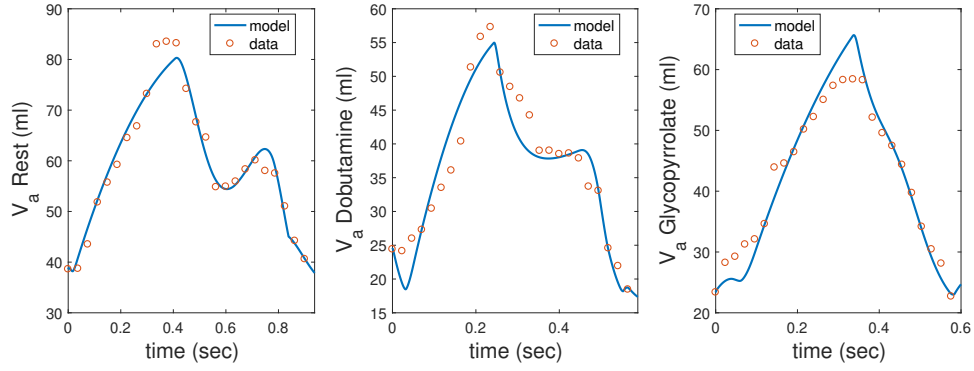 90
80
70
60
50
40
30
0
0.2
0.4
0.6
0.8
V_a Rest (ml)
time (sec)
model
data
60
55
50
45
40
35
30
25
20
15
0
0.2
0.4
V_a Dobutamine (ml)
time (sec)
model
data
70
60
50
40
30
20
0
0.2
0.4
0.6
V_a Glycopyrrolate (ml)
time (sec)
model
data